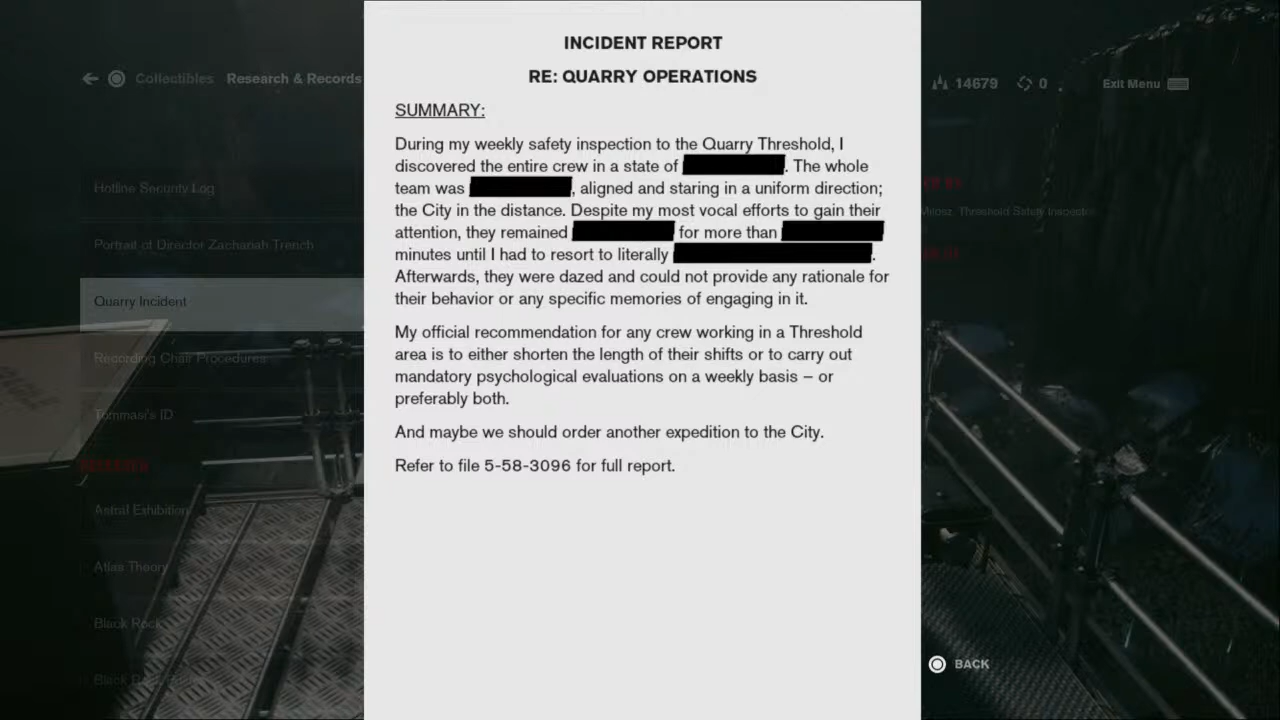 INCIDENT REPORT
RE: QUARRY OPERATIONS
Collectibles Research & Records
14679 0 Exit Menu
SUMMARY:
During my weekly safety inspection to the Quarry Threshold, I
discovered the entire crew in a state of . The whole
team was , aligned and staring in a uniform direction;
the City in the distance. Despite my most vocal efforts to gain their
attention, they remained for more than
minutes until I had to resort to literally .
Afterwards, they were dazed and could not provide any rationale for
their behavior or any specific memories of engaging in it.
My official recommendation for any crew working in a Threshold
area is to either shorten the length of their shifts or to carry out
mandatory psychological evaluations on a weekly basis – or
preferably both.
And maybe we should order another expedition to the City.
Refer to file 5-58-3096 for full report.
Hotline Security Log
Portrait of Director Zachariah Trench
Quarry Incident
Recording Chair Procedures
Tommasi's ID
RESEARCH
Astral Exhibition
Atlas Theory
Black Rock
Milosz, Threshold Safety Inspector
BACK